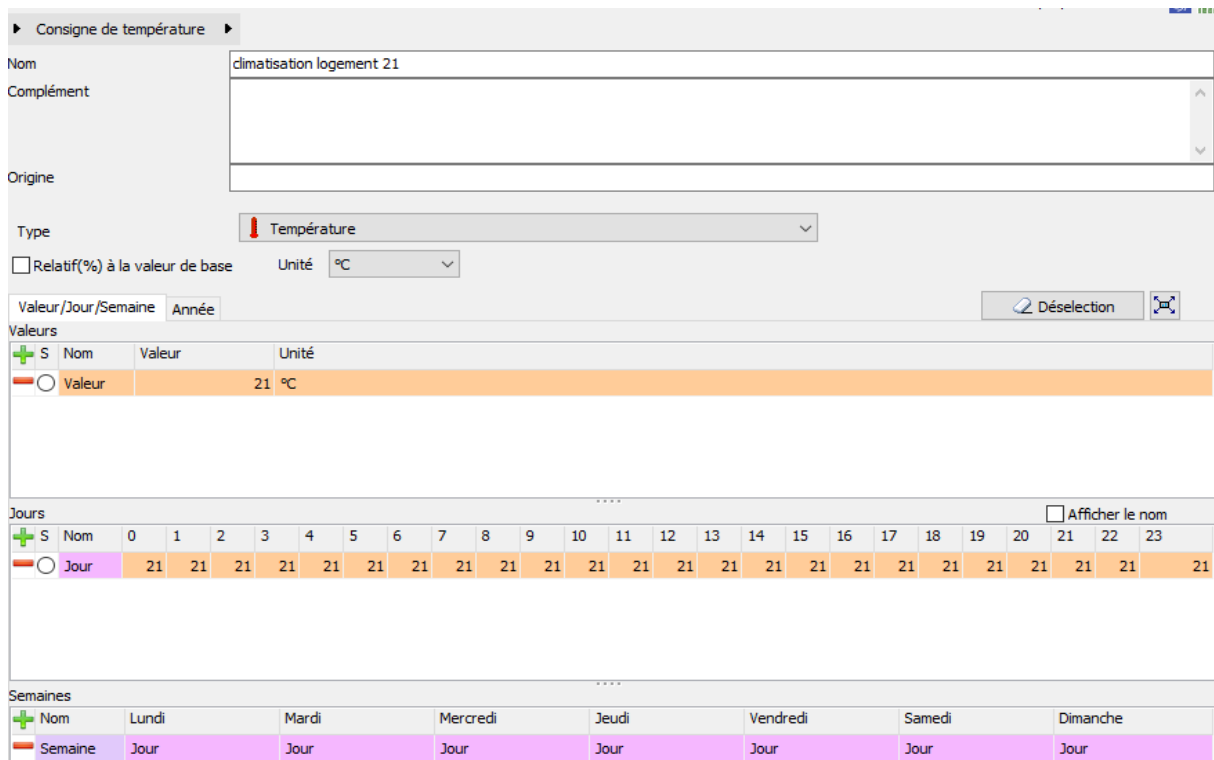 Consigne de température
Nom climatisation logement 21
Complément
Origine
Type Température
Relatif(%) à la valeur de base Unité ºC
Valeur/Jour/Semaine Année Déselection
Valeurs
S Nom Valeur Unité
Valeur 21 ºC
Jours Afficher le nom
S Nom 0 1 2 3 4 5 6 7 8 9 10 11 12 13 14 15 16 17 18 19 20 21 22 23
Jour 21 21 21 21 21 21 21 21 21 21 21 21 21 21 21 21 21 21 21 21 21 21 21 21
Semaines
Nom Lundi Mardi Mercredi Jeudi Vendredi Samedi Dimanche
Semaine Jour Jour Jour Jour Jour Jour Jour